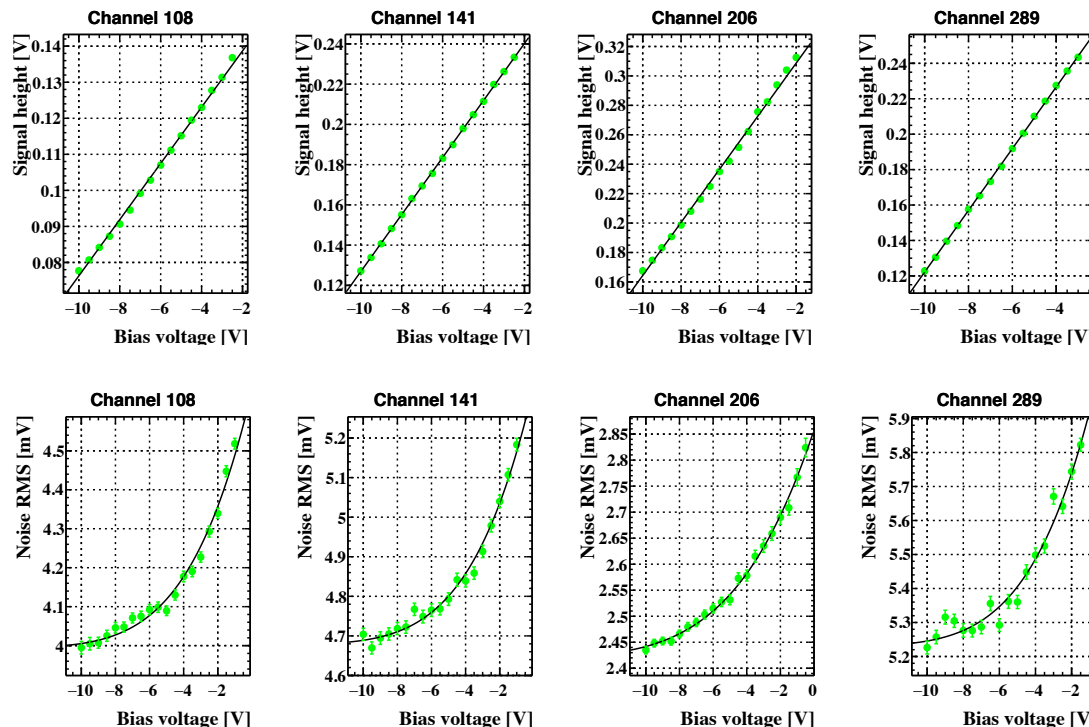 Channel 108
Signal height [V]
0.14
0.13
0.12
0.11
0.1
0.09
0.08
−10 −8 −6 −4 −2
Bias voltage [V]
Channel 141
Signal height [V]
0.24
0.22
0.2
0.18
0.16
0.14
0.12
−10 −8 −6 −4 −2
Bias voltage [V]
Channel 206
Signal height [V]
0.32
0.3
0.28
0.26
0.24
0.22
0.2
0.18
0.16
−10 −8 −6 −4 −2
Bias voltage [V]
Channel 289
Signal height [V]
0.24
0.22
0.2
0.18
0.16
0.14
0.12
−10 −8 −6 −4
Bias voltage [V]
Channel 108
Noise RMS [mV]
4.5
4.4
4.3
4.2
4.1
4
−10 −8 −6 −4 −2
Bias voltage [V]
Channel 141
Noise RMS [mV]
5.2
5.1
5
4.9
4.8
4.7
4.6
−10 −8 −6 −4 −2
Bias voltage [V]
Channel 206
Noise RMS [mV]
2.85
2.8
2.75
2.7
2.65
2.6
2.55
2.5
2.45
2.4
−10 −8 −6 −4 −2 0
Bias voltage [V]
Channel 289
Noise RMS [mV]
5.9
5.8
5.7
5.6
5.5
5.4
5.3
5.2
−10 −8 −6 −4 −2
Bias voltage [V]